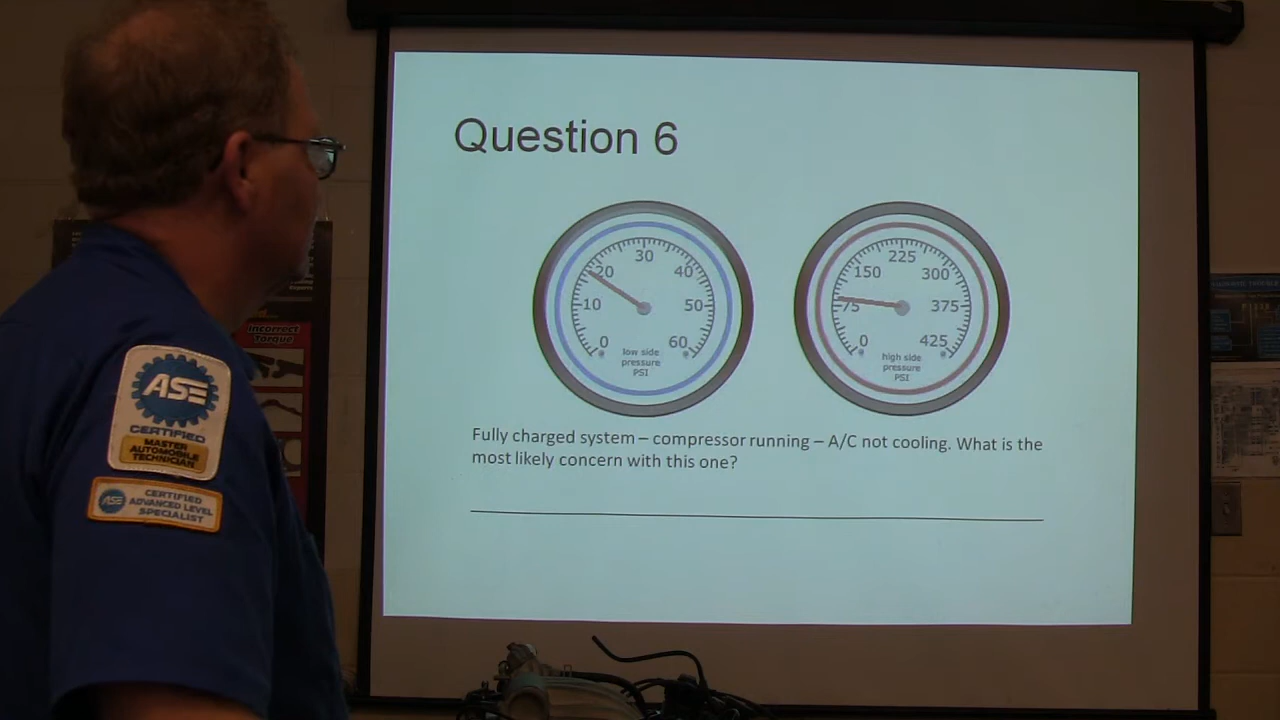 Question 6
30
20
40
10
50
0
60
low side
pressure
PSI
225
150
300
75
375
0
425
high side
pressure
PSI
Fully charged system – compressor running – A/C not cooling. What is the
most likely concern with this one?
Incorrect
Torque
ASE
CERTIFIED
MASTER
AUTOMOBILE
TECHNICIAN
ASE
CERTIFIED
ADVANCED LEVEL
SPECIALIST